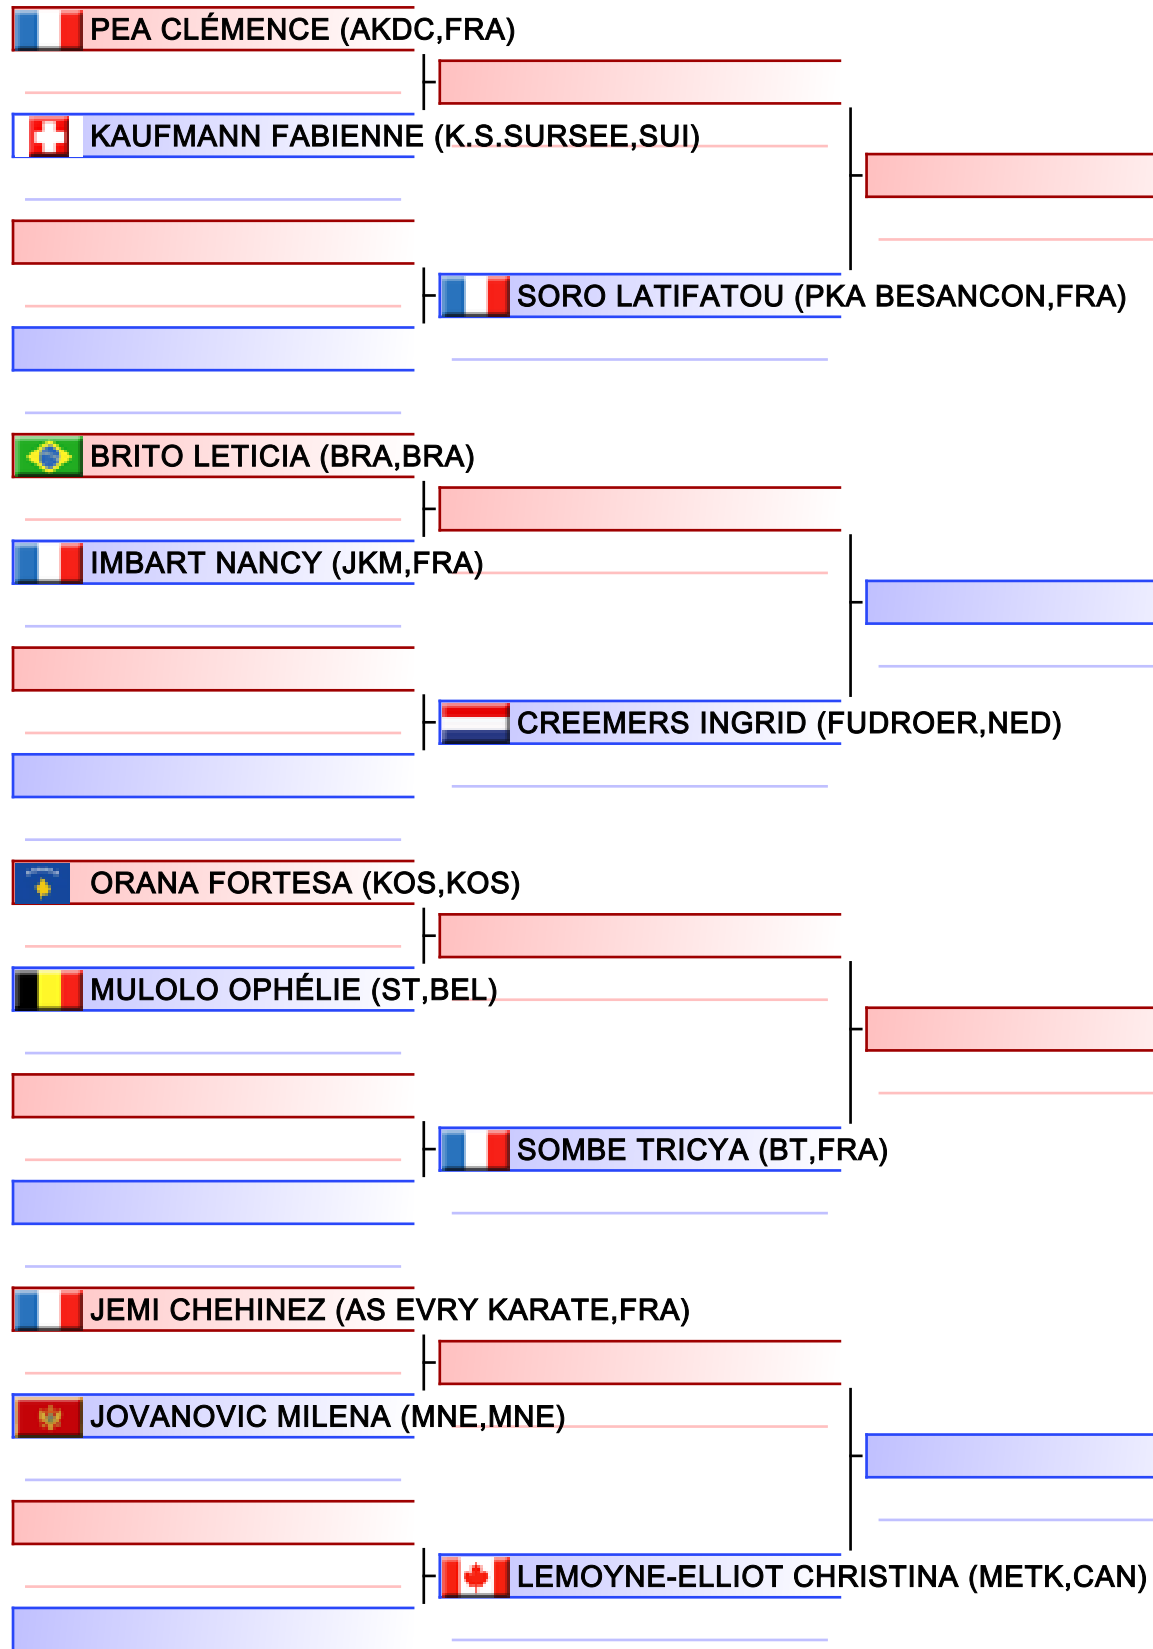 PEA CLÉMENCE (AKDC,FRA)
KAUFMANN FABIENNE (K.S.SURSEE,SUI)
SORO LATIFATOU (PKA BESANCON,FRA)
BRITO LETICIA (BRA,BRA)
IMBART NANCY (JKM,FRA)
CREEMERS INGRID (FUDROER,NED)
ORANA FORTESA (KOS,KOS)
MULOLO OPHÉLIE (ST,BEL)
SOMBE TRICYA (BT,FRA)
JEMI CHEHINEZ (AS EVRY KARATE,FRA)
JOVANOVIC MILENA (MNE,MNE)
LEMOYNE-ELLIOT CHRISTINA (METK,CAN)